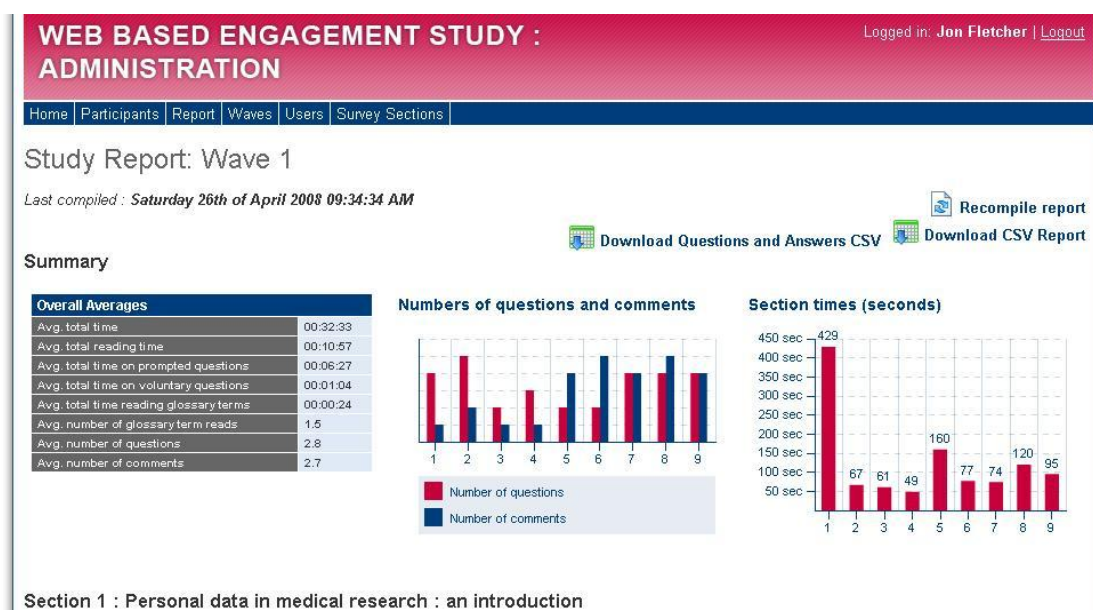 WEB BASED ENGAGEMENT STUDY :
ADMINISTRATION
Logged in: Jon Fletcher | Logout
Home | Participants | Report | Waves | Users | Survey Sections |
Study Report: Wave 1
Last compiled : Saturday 26th of April 2008 09:34:34 AM
Recompile report
Download Questions and Answers CSV
Download CSV Report
Summary
Overall Averages
Avg. total time 00:32:33
Avg. total reading time 00:10:57
Avg. total time on prompted questions 00:06:27
Avg. total time on voluntary questions 00:01:04
Avg. total time reading glossary terms 00:00:24
Avg. number of glossary term reads 1.5
Avg. number of questions 2.8
Avg. number of comments 2.7
Numbers of questions and comments
1 2 3 4 5 6 7 8 9
Number of questions
Number of comments
Section times (seconds)
450 sec
400 sec
350 sec
300 sec
250 sec
200 sec
150 sec
100 sec
50 sec
429 67 61 49 160 77 74 120 95
1 2 3 4 5 6 7 8 9
Section 1 : Personal data in medical research : an introduction